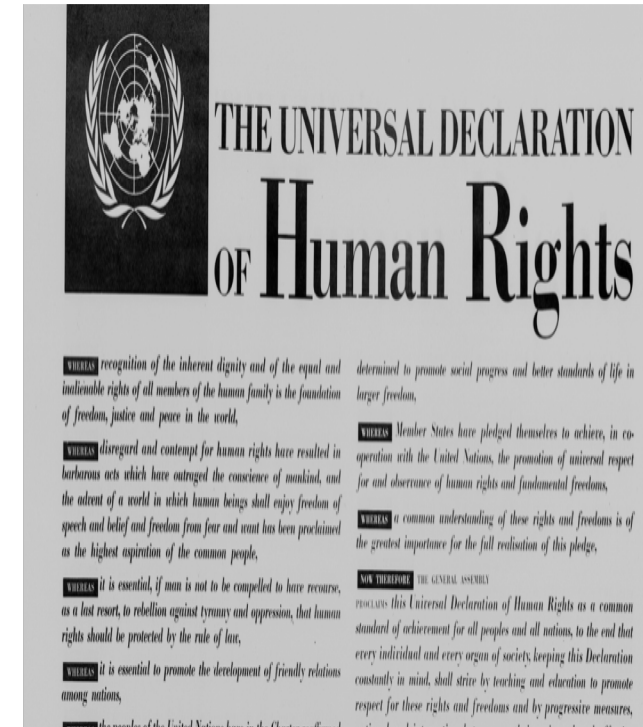 THE UNIVERSAL DECLARATION
OF Human Rights
WHEREAS recognition of the inherent dignity and of the equal and
inalienable rights of all members of the human family is the foundation
of freedom, justice and peace in the world,
WHEREAS disregard and contempt for human rights have resulted in
barbarous acts which have outraged the conscience of mankind, and
the advent of a world in which human beings shall enjoy freedom of
speech and belief and freedom from fear and want has been proclaimed
as the highest aspiration of the common people,
WHEREAS it is essential, if man is not to be compelled to have recourse,
as a last resort, to rebellion against tyranny and oppression, that human
rights should be protected by the rule of law,
WHEREAS it is essential to promote the development of friendly relations
among nations,
determined to promote social progress and better standards of life in
larger freedom,
WHEREAS Member States have pledged themselves to achieve, in co-
operation with the United Nations, the promotion of universal respect
for and observance of human rights and fundamental freedoms,
WHEREAS a common understanding of these rights and freedoms is of
the greatest importance for the full realisation of this pledge,
NOW THEREFORE THE GENERAL ASSEMBLY
PROCLAIMS this Universal Declaration of Human Rights as a common
standard of achievement for all peoples and all nations, to the end that
every individual and every organ of society, keeping this Declaration
constantly in mind, shall strive by teaching and education to promote
respect for these rights and freedoms and by progressive measures,